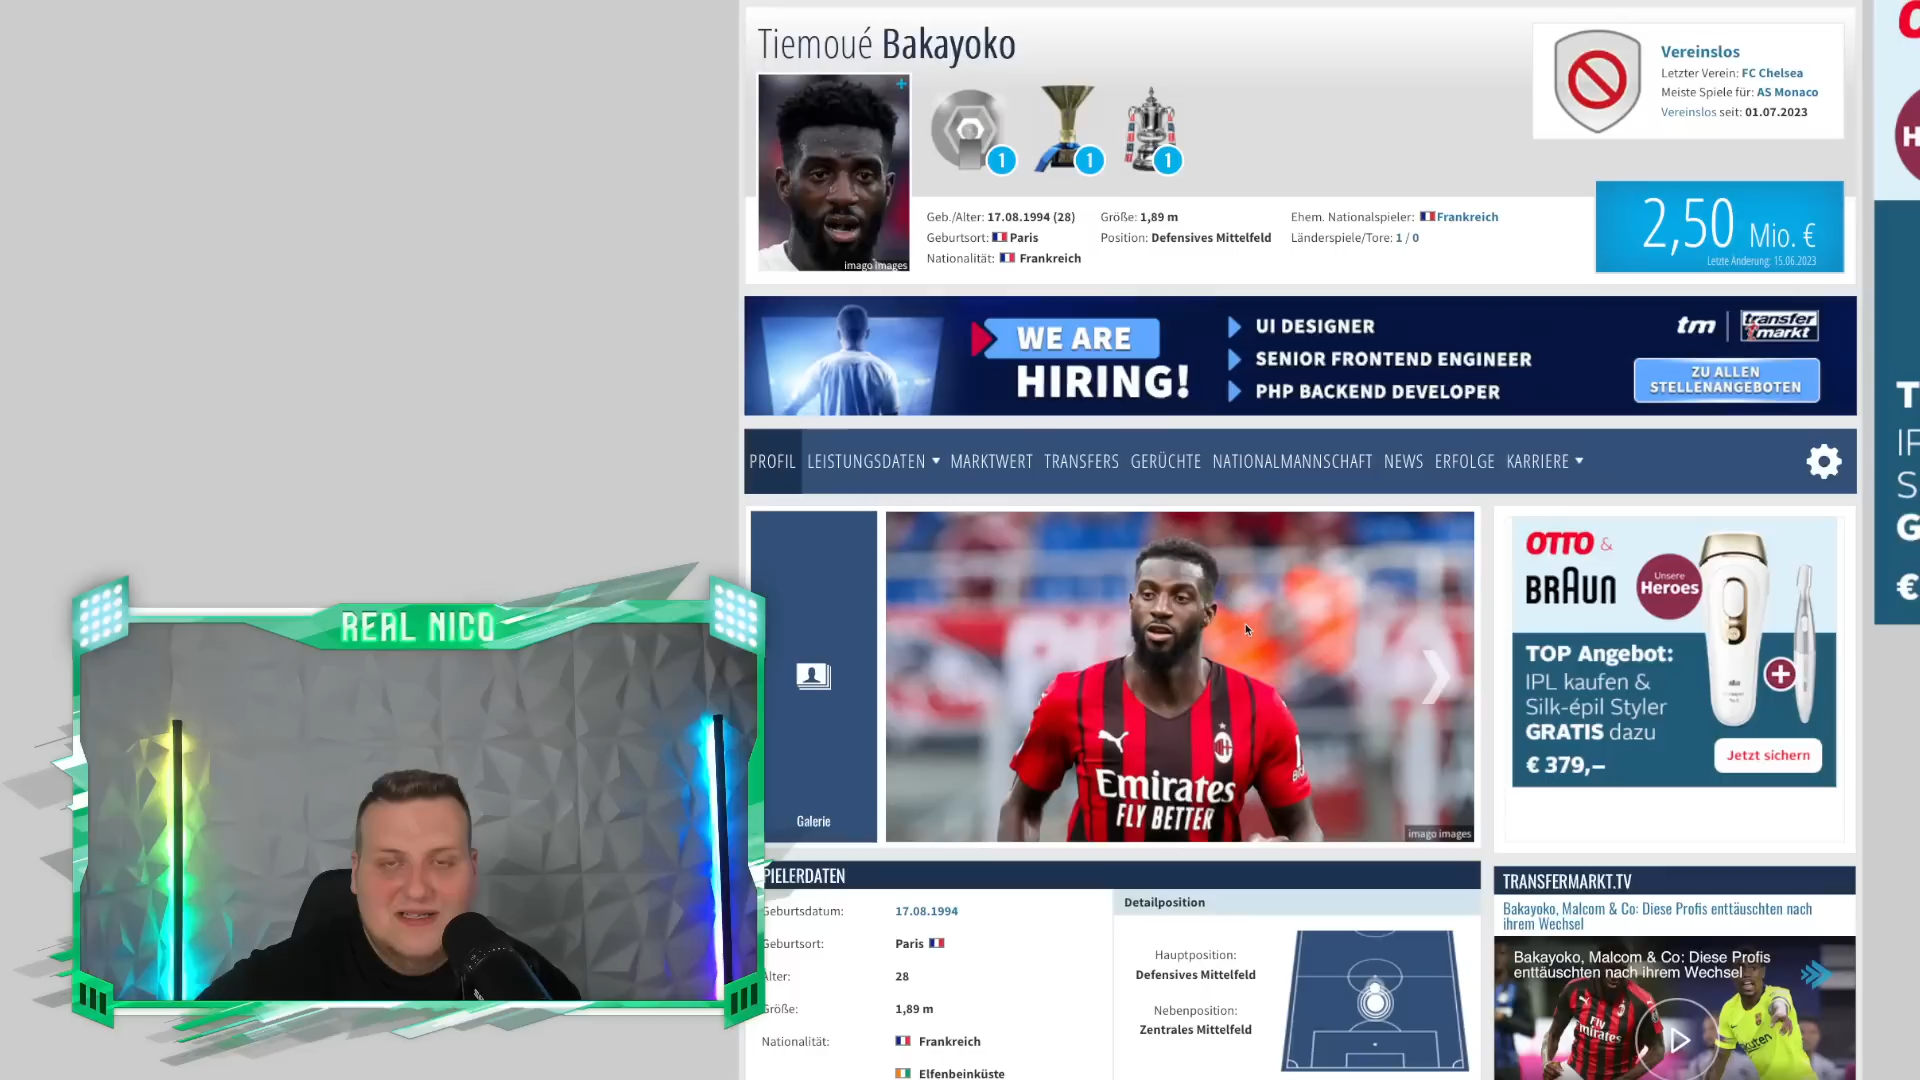 Tiemoué Bakayoko
1
1
1
Vereinslos
Letzter Verein: FC Chelsea
Meiste Spiele für: AS Monaco
Vereinslos seit: 01.07.2023
imago images
Geb./Alter: 17.08.1994 (28)
Geburtsort: Paris
Nationalität: Frankreich
Größe: 1,89 m
Position: Defensives Mittelfeld
Ehem. Nationalspieler: Frankreich
Länderspiele/Tore: 1 / 0
2,50 Mio. €
Letzte Änderung: 15.06.2023
WE ARE
HIRING!
UI DESIGNER
SENIOR FRONTEND ENGINEER
PHP BACKEND DEVELOPER
tm
transfer
markt
ZU ALLEN
STELLENANGEBOTEN
PROFIL LEISTUNGSDATEN MARKTWERT TRANSFERS GERÜCHTE NATIONALMANNSCHAFT NEWS ERFOLGE KARRIERE
Galerie
Emirates
FLY BETTER
imago images
OTTO &
BRAUN
Unsere
Heroes
TOP Angebot:
IPL kaufen &
Silk-épil Styler
GRATIS dazu
€ 379,–
Jetzt sichern
REAL NICO
PIELERDATEN
Geburtsdatum: 17.08.1994
Geburtsort: Paris
Alter: 28
Größe: 1,89 m
Nationalität: Frankreich
Elfenbeinküste
Detailposition
Hauptposition:
Defensives Mittelfeld
Nebenposition:
Zentrales Mittelfeld
TRANSFERMARKT.TV
Bakayoko, Malcom & Co: Diese Profis enttäuschten nach
ihrem Wechsel
Bakayoko, Malcom & Co: Diese Profis
enttäuschten nach ihrem Wechsel
Fly
Emirates